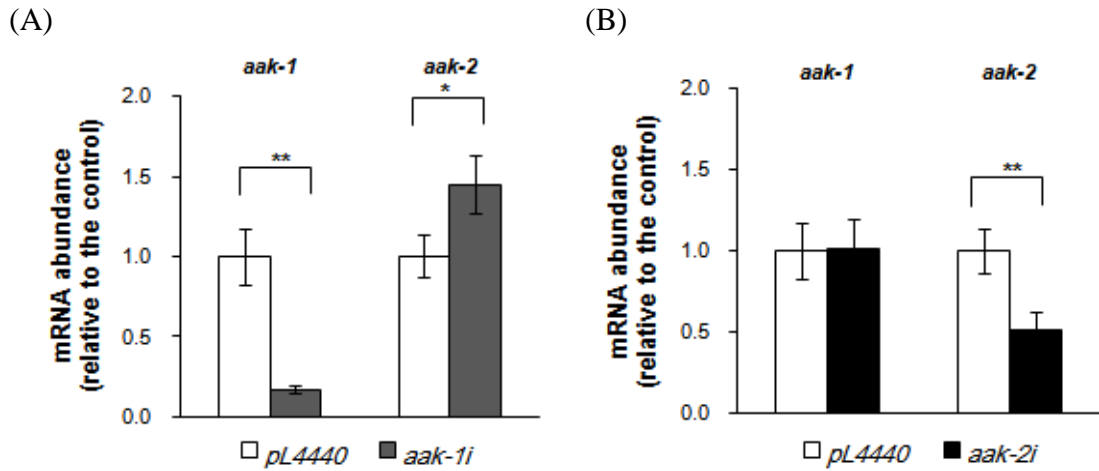 (A)
aak-1 aak-2
2.0
*
1.5
**
1.0
0.5
0.0
mRNA abundance
(relative to the control)
pL4440 aak-1i
(B)
aak-1 aak-2
2.0
1.5
**
1.0
0.5
0.0
mRNA abundance
(relative to the control)
pL4440 aak-2i